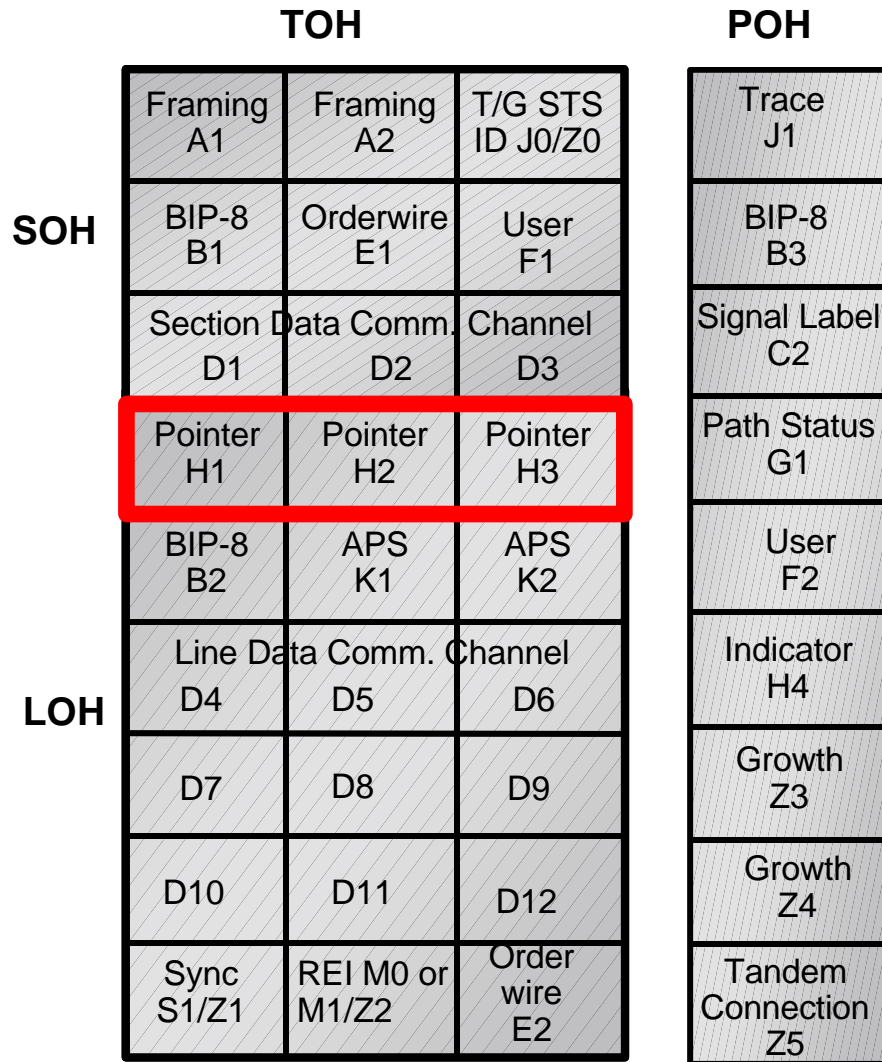 TOH
POH
SOH
LOH
Framing
A1
Framing
A2
T/G STS
ID J0/Z0
BIP-8
B1
Orderwire
E1
User
F1
Section Data Comm. Channel
D1 D2 D3
Pointer
H1
Pointer
H2
Pointer
H3
BIP-8
B2
APS
K1
APS
K2
Line Data Comm. Channel
D4 D5 D6
D7 D8 D9
D10 D11 D12
Sync
S1/Z1
REI M0 or
M1/Z2
Order
wire
E2
Trace
J1
BIP-8
B3
Signal Label
C2
Path Status
G1
User
F2
Indicator
H4
Growth
Z3
Growth
Z4
Tandem
Connection
Z5